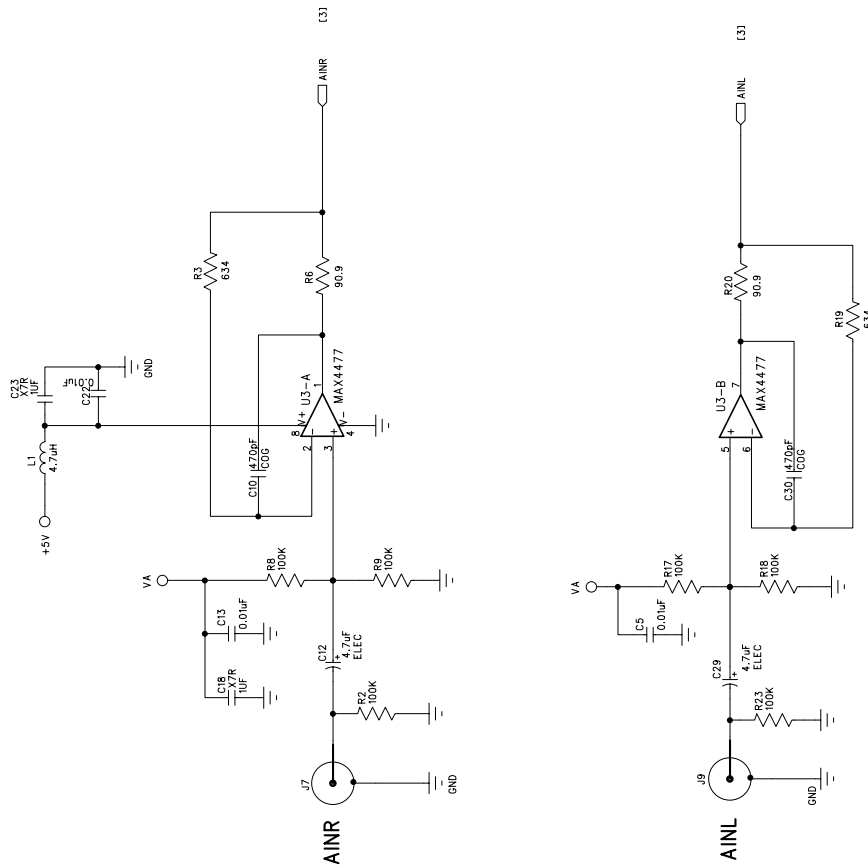 [3]
AINR
R3
634
R6
90.9
C23
X7R
1UF
C22
0.01uF
GND
L1
4.7uH
+5V
U3-A
MAX4477
8
V+
1
2
-
3
+
V-
4
C10
470pF
COG
VA
R8
100K
R9
100K
C13
0.01uF
C18
X7R
1UF
C12
+
4.7uF
ELEC
R2
100K
J7
GND
AINR
[3]
AINL
R20
90.9
R19
634
U3-B
MAX4477
7
5
+
6
-
C30
470pF
COG
VA
R17
100K
R18
100K
C5
0.01uF
C29
+
4.7uF
ELEC
R23
100K
J9
GND
AINL